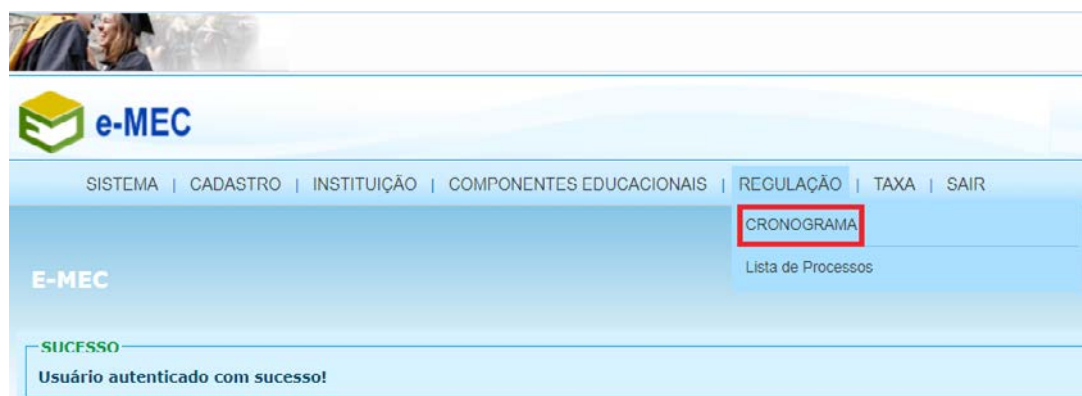 e-MEC
SISTEMA | CADASTRO | INSTITUIÇÃO | COMPONENTES EDUCACIONAIS | REGULAÇÃO | TAXA | SAIR
CRONOGRAMA
Lista de Processos
E-MEC
SUCESSO
Usuário autenticado com sucesso!